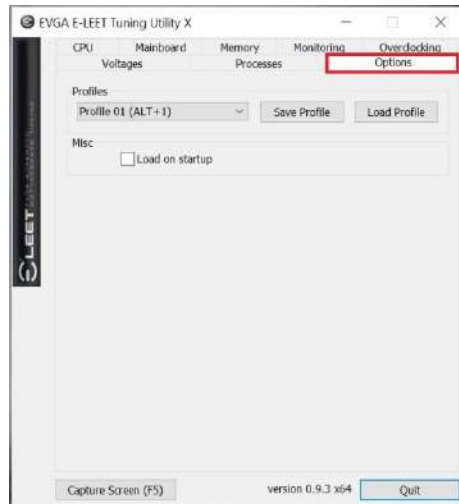 EVGA E-LEET Tuning Utility X
CPU Mainboard Memory Monitoring Overclocking
Voltages Processes Options
Profiles
Profile 01 (ALT+1) Save Profile Load Profile
Misc
Load on startup
E-LEET
Capture Screen (F5) version 0.9.3 x64 Quit